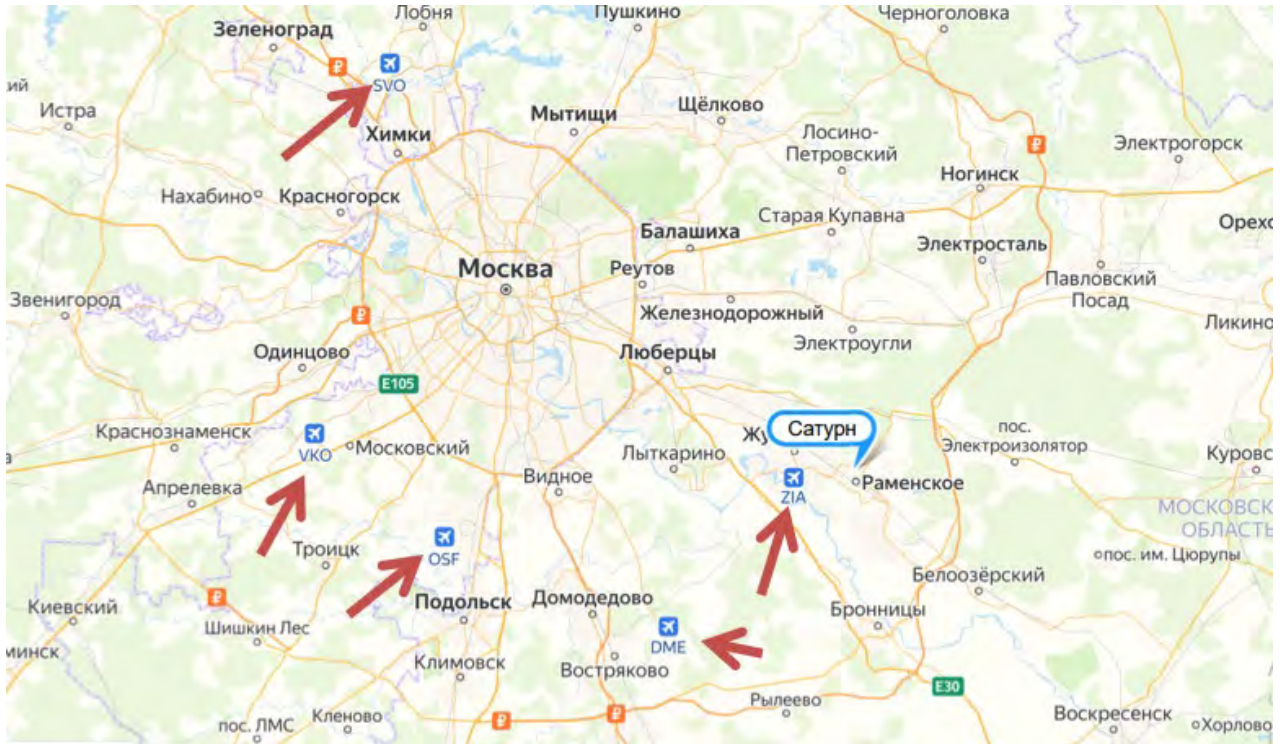 Лобня
Пушкино
Черноголовка
Зеленоград
SVO
ий
Истра
Химки
Мытищи
Щёлково
Лосино-
Петровский
Электрогорск
Ногинск
Нахабино
Красногорск
Старая Купавна
Балашиха
Электросталь
Орехо
Москва
Реутов
Павловский
Посад
Звенигород
Железнодорожный
Ликино
Электроугли
Одинцово
Люберцы
E105
Краснознаменск
VKO
Московский
Лыткарино
Жу
Сатурн
пос.
Электроизолятор
Куровс
Видное
Апрелевка
ZIA
Раменское
МОСКОВСК
ОБЛАСТЬ
Троицк
OSF
пос. им. Цюрупы
Белоозёрский
Киевский
Подольск
Домодедово
Бронницы
Шишкин Лес
DME
минск
Климовск
Востряково
E30
Рылеево
пос. ЛМС
Кленово
Воскресенск
Хорлово